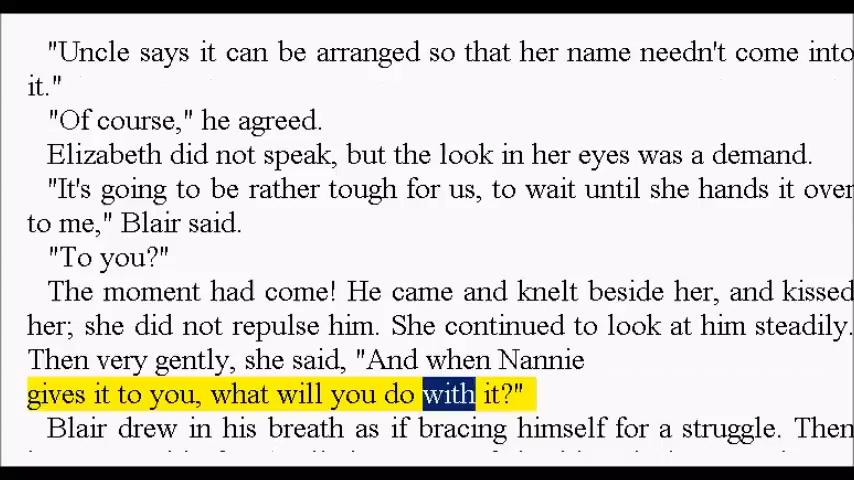 "Uncle says it can be arranged so that her name needn't come into
it."
"Of course," he agreed.
Elizabeth did not speak, but the look in her eyes was a demand.
"It's going to be rather tough for us, to wait until she hands it over
to me," Blair said.
"To you?"
The moment had come! He came and knelt beside her, and kissed
her; she did not repulse him. She continued to look at him steadily.
Then very gently, she said, "And when Nannie
gives it to you, what will you do with it?"
Blair drew in his breath as if bracing himself for a struggle. Then